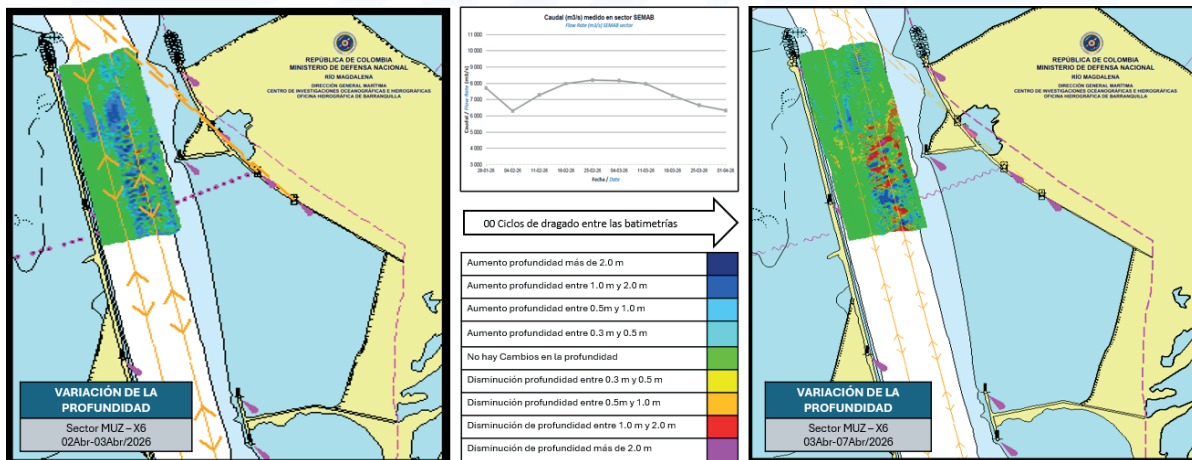 REPÚBLICA DE COLOMBIA
MINISTERIO DE DEFENSA NACIONAL
RÍO MAGDALENA
DIRECCIÓN GENERAL MARÍTIMA
CENTRO DE INVESTIGACIONES OCEANOGRÁFICAS E HIDROGRÁFICAS
OFICINA HIDROGRÁFICA DE BARRANQUILLA
VARIACIÓN DE LA
PROFUNDIDAD
Sector MUZ – X6
02Abr-03Abr/2026
Caudal (m3/s) medido en sector SEMAB
Flow Rate (m3/s) SEMAB sector
Caudal / Flow Rate (m3/s)
11 000
10 000
9 000
8 000
7 000
6 000
5 000
4 000
3 000
28-01-26 04-02-26 11-02-26 18-02-26 25-02-26 04-03-26 11-03-26 18-03-26 25-03-26 01-04-26
Fecha / Date
00 Ciclos de dragado entre las batimetrías
Aumento profundidad más de 2.0 m
Aumento profundidad entre 1.0 m y 2.0 m
Aumento profundidad entre 0.5m y 1.0 m
Aumento profundidad entre 0.3 m y 0.5 m
No hay Cambios en la profundidad
Disminución profundidad entre 0.3 m y 0.5 m
Disminución profundidad entre 0.5m y 1.0 m
Disminución de profundidad entre 1.0 m y 2.0 m
Disminución de profundidad más de 2.0 m
REPÚBLICA DE COLOMBIA
MINISTERIO DE DEFENSA NACIONAL
RÍO MAGDALENA
DIRECCIÓN GENERAL MARÍTIMA
CENTRO DE INVESTIGACIONES OCEANOGRÁFICAS E HIDROGRÁFICAS
OFICINA HIDROGRÁFICA DE BARRANQUILLA
VARIACIÓN DE LA
PROFUNDIDAD
Sector MUZ – X6
03Abr-07Abr/2026